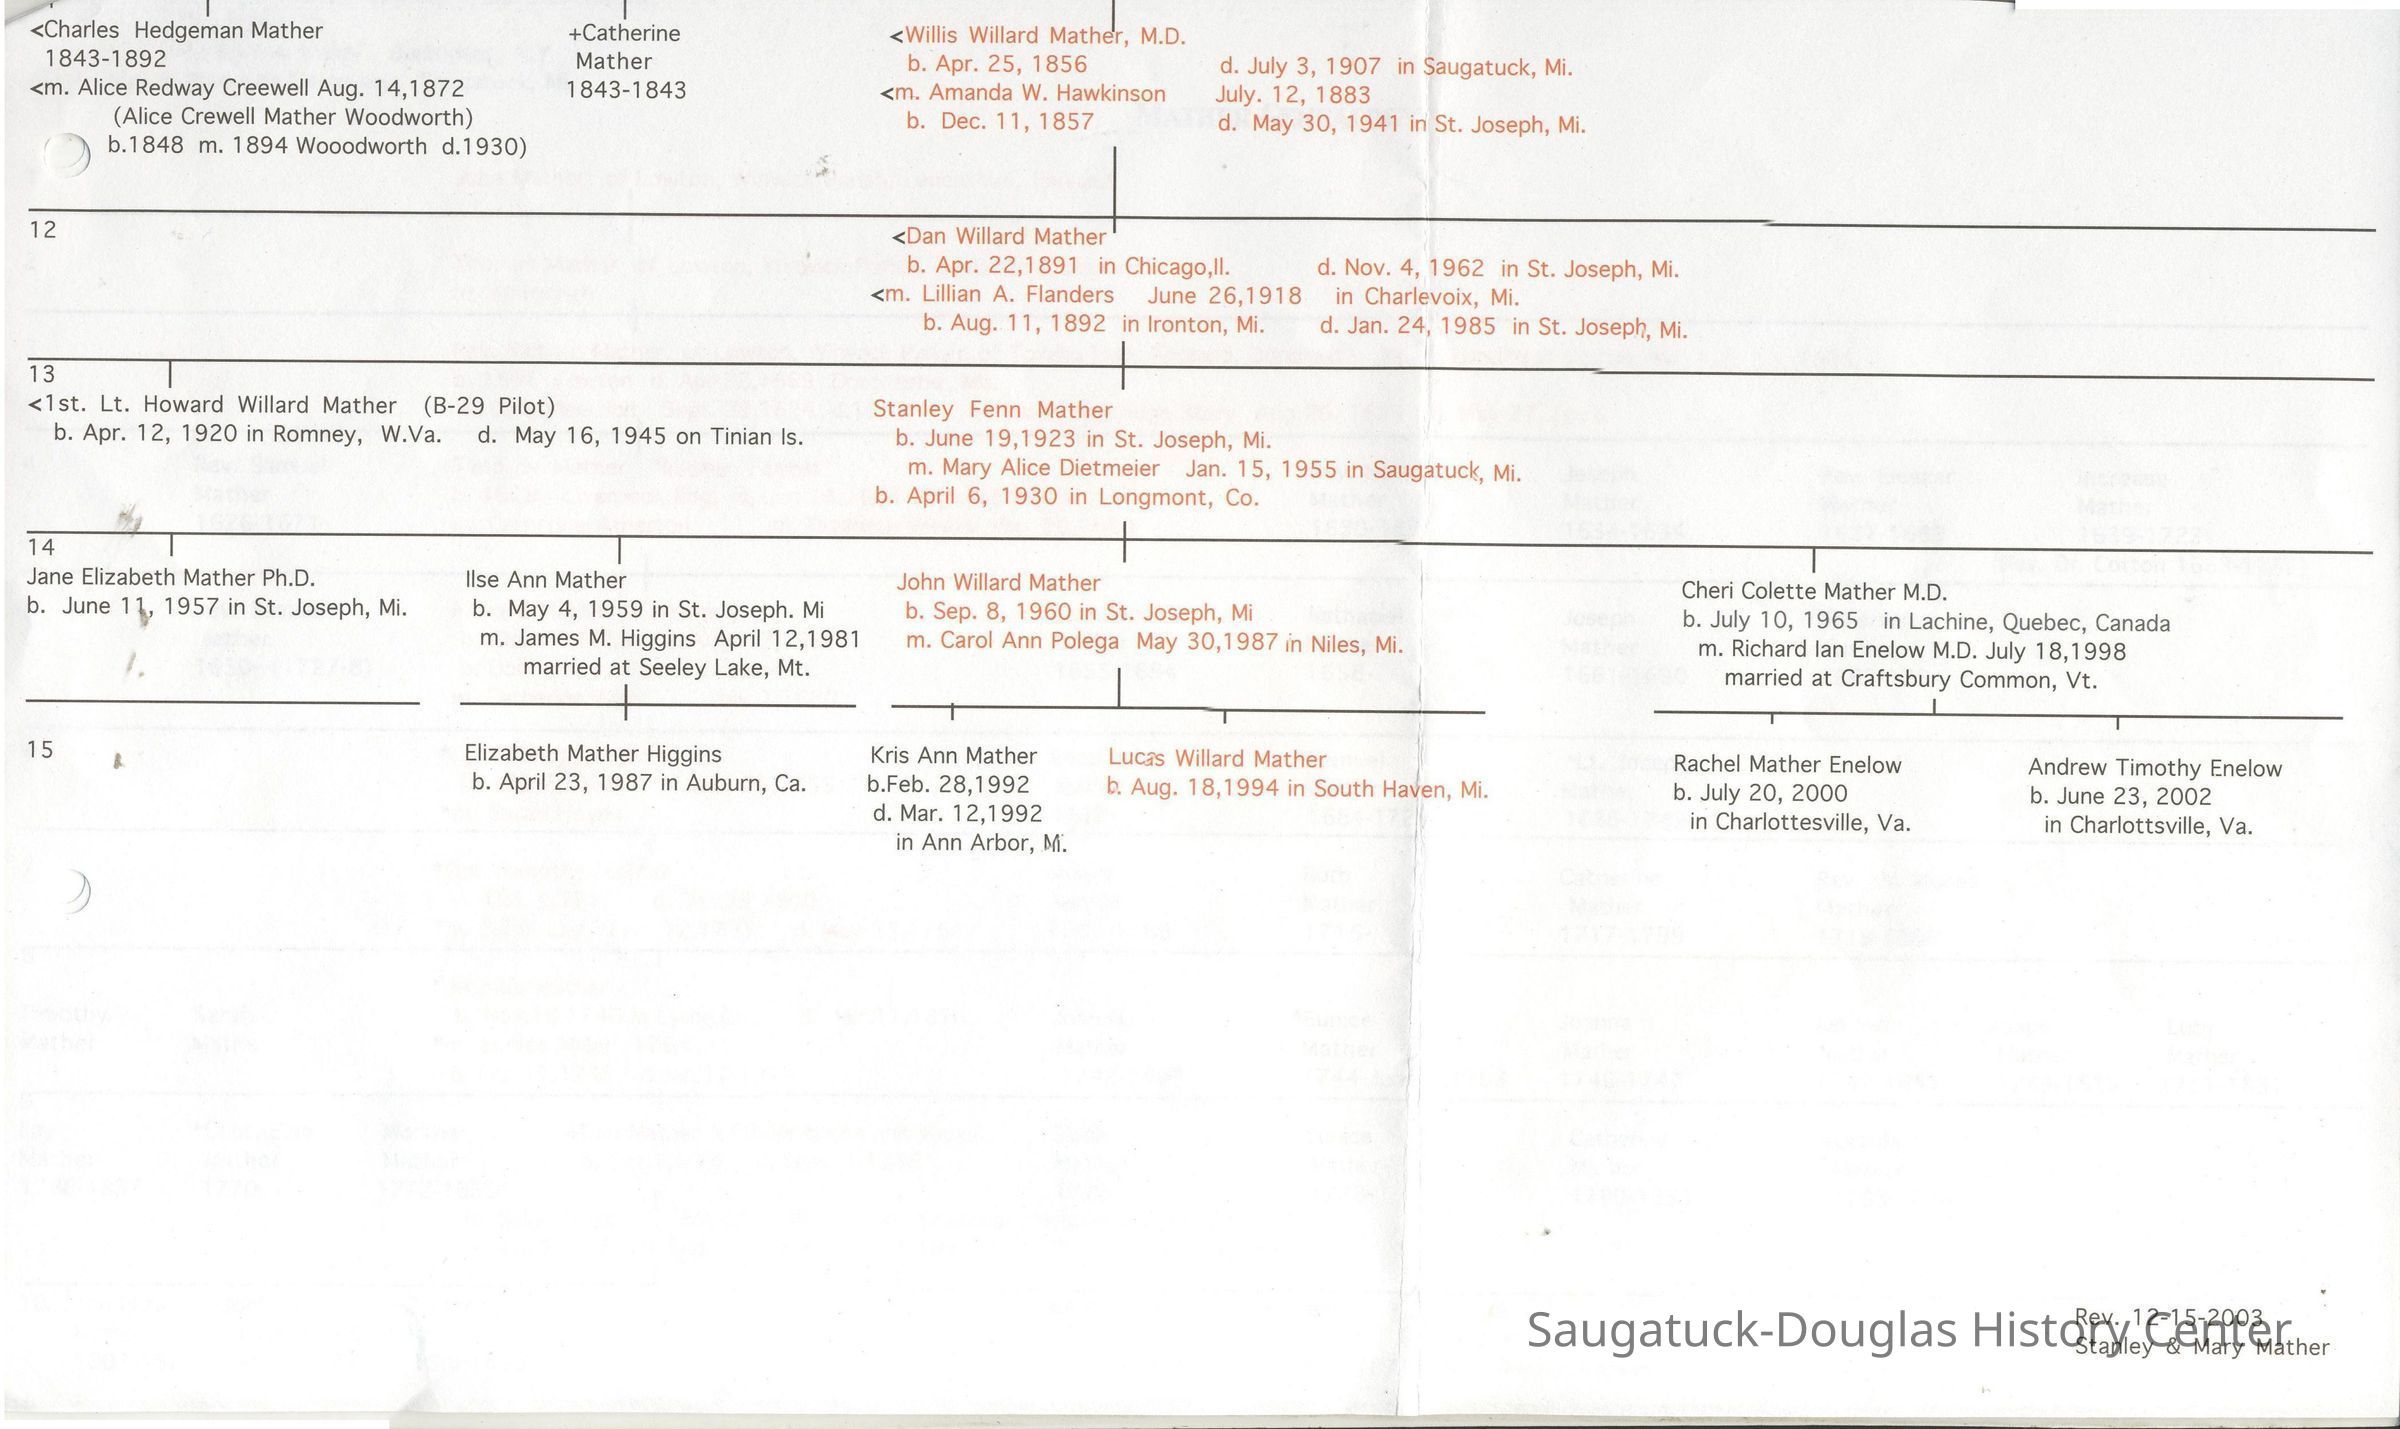 <Charles Hedgeman Mather
1843-1892
<m. Alice Redway Creewell Aug. 14,1872
(Alice Crewell Mather Woodworth)
b.1848 m. 1894 Wooodworth d.1930)
+Catherine
Mather
1843-1843
<Willis Willard Mather, M.D.
b. Apr. 25, 1856 d. July 3, 1907 in Saugatuck, Mi.
<m. Amanda W. Hawkinson July. 12, 1883
b. Dec. 11, 1857 d. May 30, 1941 in St. Joseph, Mi.
12
<Dan Willard Mather
b. Apr. 22,1891 in Chicago,Il. d. Nov. 4, 1962 in St. Joseph, Mi.
<m. Lillian A. Flanders June 26,1918 in Charlevoix, Mi.
b. Aug. 11, 1892 in Ironton, Mi. d. Jan. 24, 1985 in St. Joseph, Mi.
13
<1st. Lt. Howard Willard Mather (B-29 Pilot)
b. Apr. 12, 1920 in Romney, W.Va. d. May 16, 1945 on Tinian Is.
Stanley Fenn Mather
b. June 19,1923 in St. Joseph, Mi.
m. Mary Alice Dietmeier Jan. 15, 1955 in Saugatuck, Mi.
b. April 6, 1930 in Longmont, Co.
14
Jane Elizabeth Mather Ph.D.
b. June 11, 1957 in St. Joseph, Mi.
Ilse Ann Mather
b. May 4, 1959 in St. Joseph. Mi
m. James M. Higgins April 12,1981
married at Seeley Lake, Mt.
John Willard Mather
b. Sep. 8, 1960 in St. Joseph, Mi
m. Carol Ann Polega May 30,1987 in Niles, Mi.
Cheri Colette Mather M.D.
b. July 10, 1965 in Lachine, Quebec, Canada
m. Richard Ian Enelow M.D. July 18,1998
married at Craftsbury Common, Vt.
15
Elizabeth Mather Higgins
b. April 23, 1987 in Auburn, Ca.
Kris Ann Mather
b.Feb. 28,1992
d. Mar. 12,1992
in Ann Arbor, Mi.
Lucas Willard Mather
b. Aug. 18,1994 in South Haven, Mi.
Rachel Mather Enelow
b. July 20, 2000
in Charlottesville, Va.
Andrew Timothy Enelow
b. June 23, 2002
in Charlottsville, Va.
Rev. 12-15-2003
Stanley & Mary Mather
Saugatuck-Douglas History Center